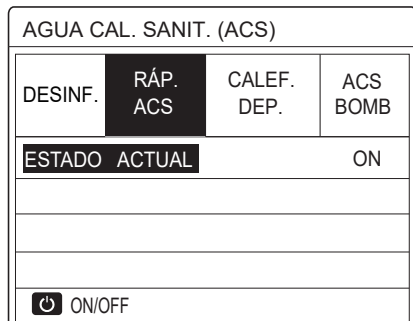 AGUA CAL. SANIT. (ACS)
DESINF.
RÁP.
ACS
CALEF.
DEP.
ACS
BOMB
ESTADO ACTUAL ON
ON/OFF